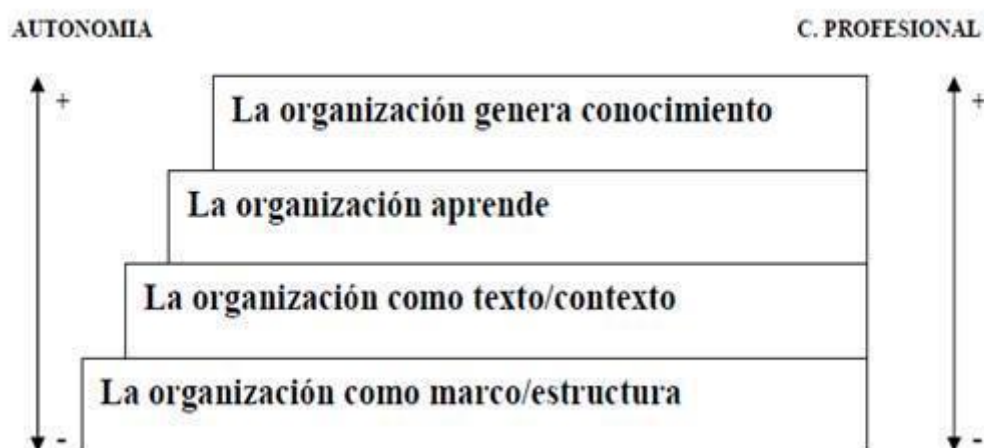 AUTONOMIA
C. PROFESIONAL
+
+
La organización genera conocimiento
La organización aprende
La organización como texto/contexto
La organización como marco/estructura
-
-